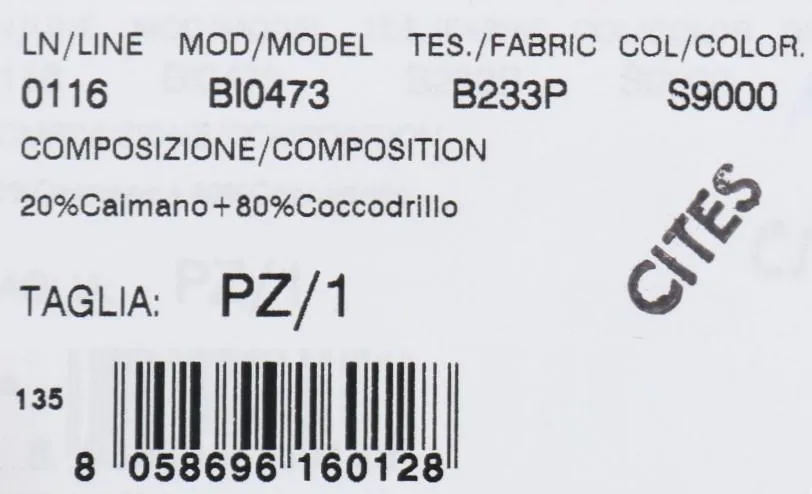 LN/LINE MOD/MODEL TES./FABRIC COL/COLOR.
0116 BI0473 B233P S9000
COMPOSIZIONE/COMPOSITION
20%Caimano+80%Coccodrillo
CITES
TAGLIA: PZ/1
135
8 058696 160128